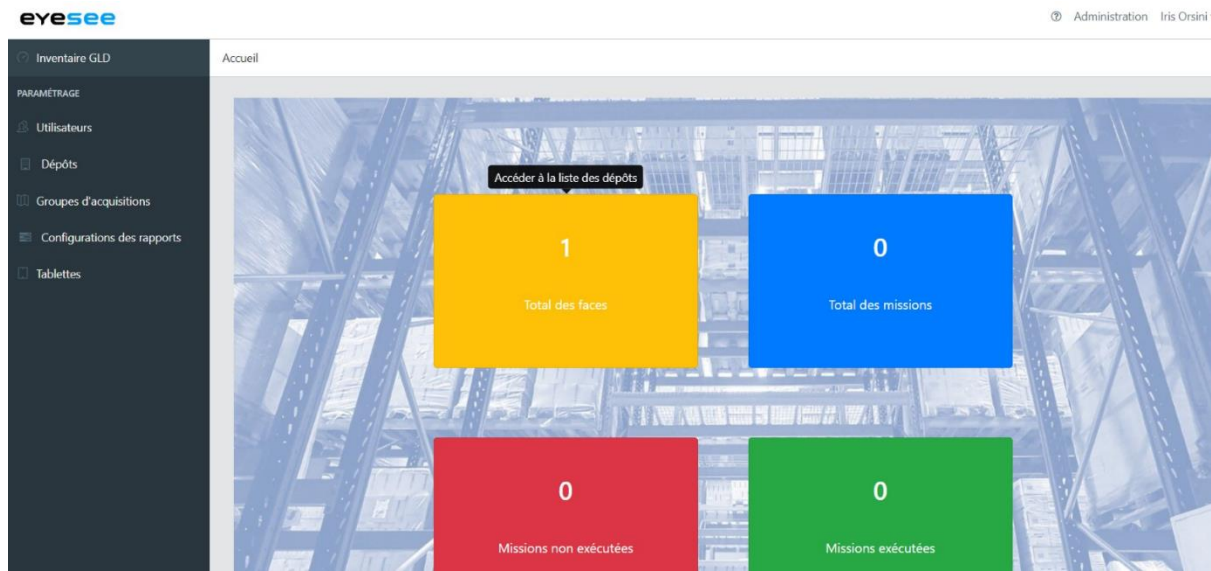 eyesee
Administration Iris Orsini
Inventaire GLD
Accueil
PARAMÉTRAGE
Utilisateurs
Dépôts
Groupes d'acquisitions
Configurations des rapports
Tablettes
Accéder à la liste des dépôts
1
Total des faces
0
Total des missions
0
Missions non exécutées
0
Missions exécutées